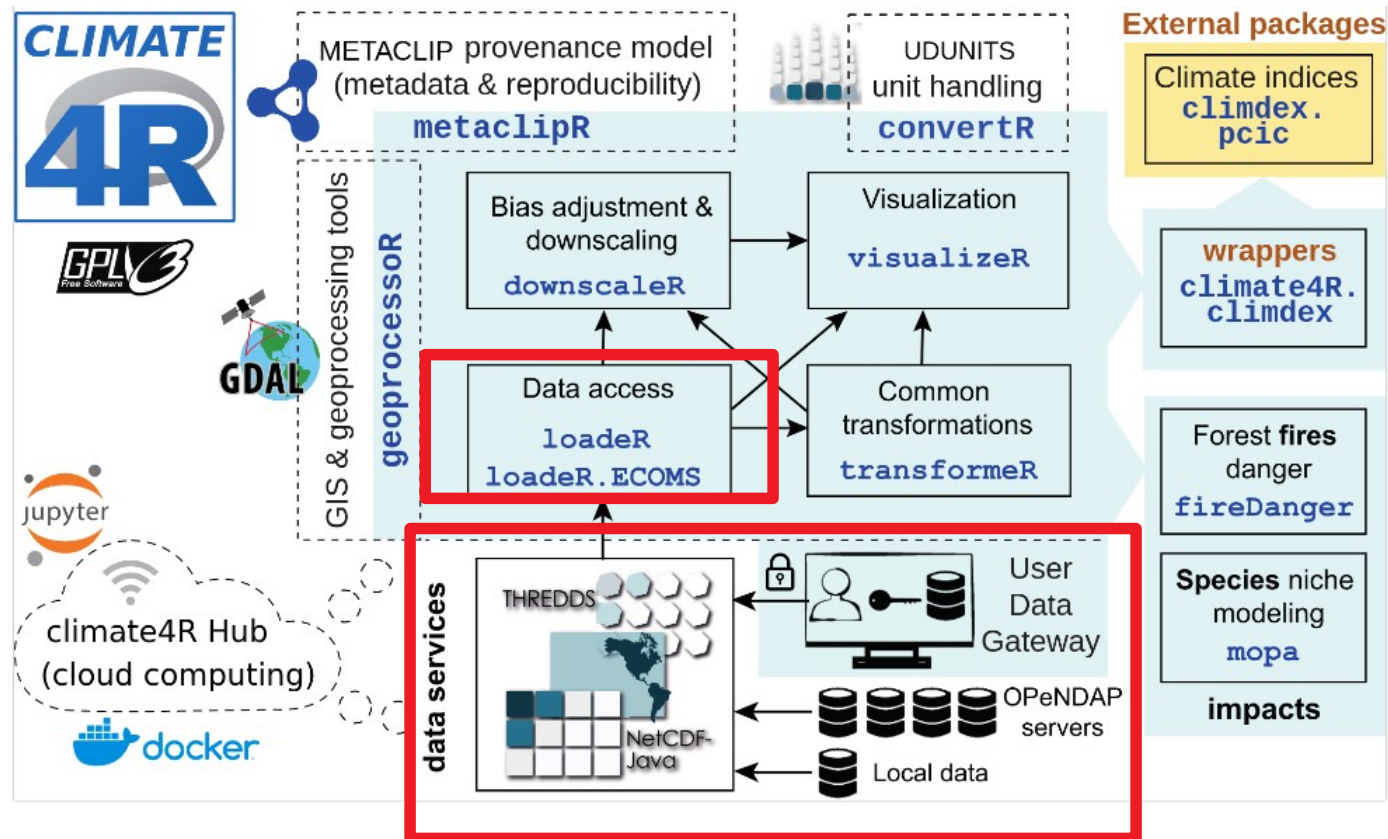 CLIMATE
4R
METACLIP provenance model
(metadata & reproducibility)
metaclipR
UDUNITS
unit handling
convertR
External packages
Climate indices
climdex.
pcic
GPLv3
Free Software
GDAL
GIS & geoprocessing tools
geoprocessoR
Bias adjustment &
downscaling
downscaleR
Visualization
visualizeR
wrappers
climate4R.
climdex
Data access
loadeR
loadeR.ECOMS
Common
transformations
transformeR
Forest fires
danger
fireDanger
Species niche
modeling
mopa
impacts
jupyter
climate4R Hub
(cloud computing)
docker
data services
THREDDS
NetCDF-
Java
User
Data
Gateway
OPeNDAP
servers
Local data